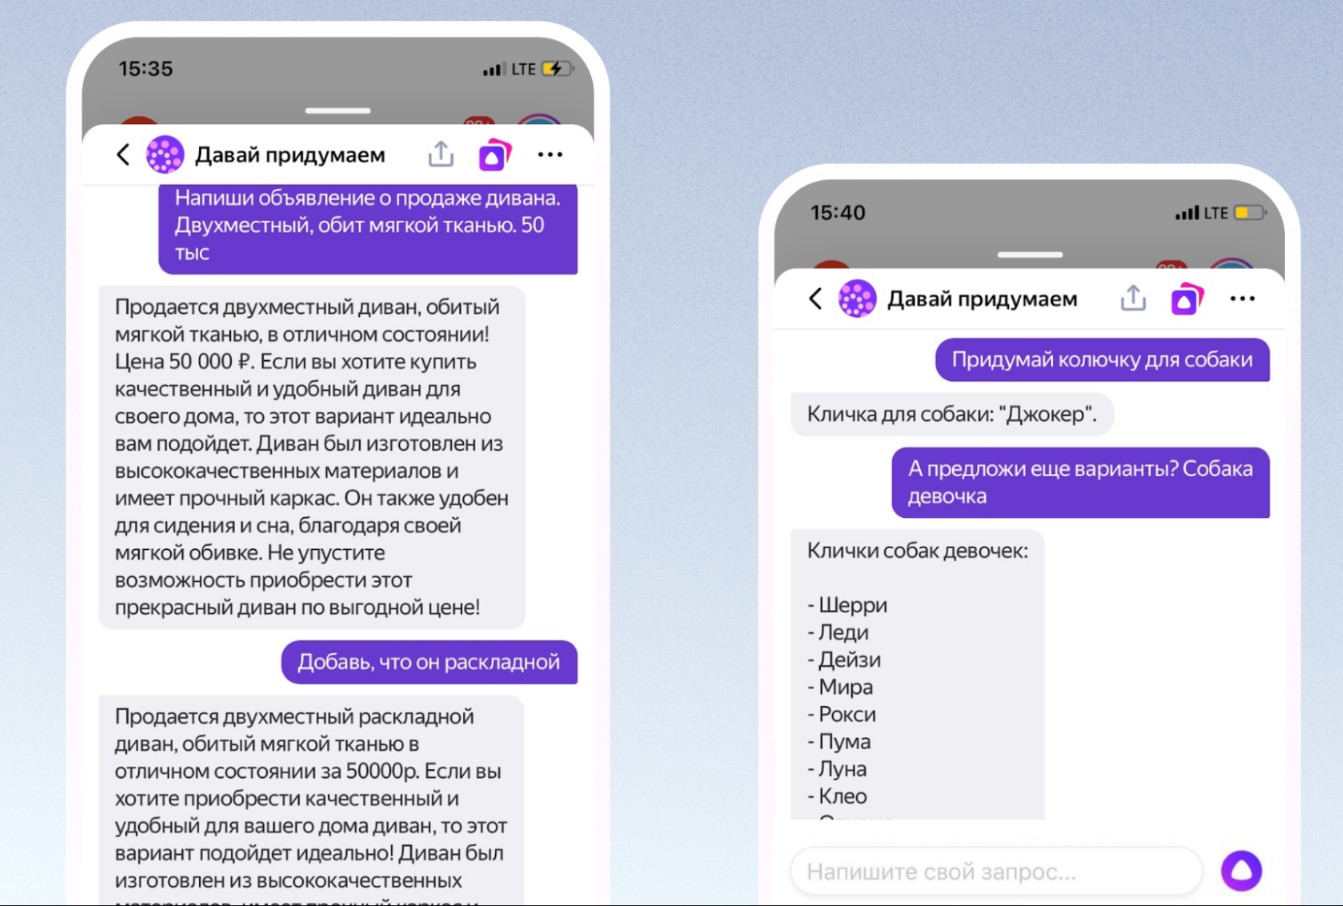 15:35
LTE
Давай придумаем
Напиши объявление о продаже дивана.
Двухместный, обит мягкой тканью. 50
тыс
Продается двухместный диван, обитый
мягкой тканью, в отличном состоянии!
Цена 50 000 ₽. Если вы хотите купить
качественный и удобный диван для
своего дома, то этот вариант идеально
вам подойдет. Диван был изготовлен из
высококачественных материалов и
имеет прочный каркас. Он также удобен
для сидения и сна, благодаря своей
мягкой обивке. Не упустите
возможность приобрести этот
прекрасный диван по выгодной цене!
Добавь, что он раскладной
Продается двухместный раскладной
диван, обитый мягкой тканью в
отличном состоянии за 50000р. Если вы
хотите приобрести качественный и
удобный для вашего дома диван, то этот
вариант подойдет идеально! Диван был
изготовлен из высококачественных
15:40
LTE
Давай придумаем
Придумай колючку для собаки
Кличка для собаки: "Джокер".
А предложи еще варианты? Собака
девочка
Клички собак девочек:
- Шерри
- Леди
- Дейзи
- Мира
- Рокси
- Пума
- Луна
- Клео
Напишите свой запрос...